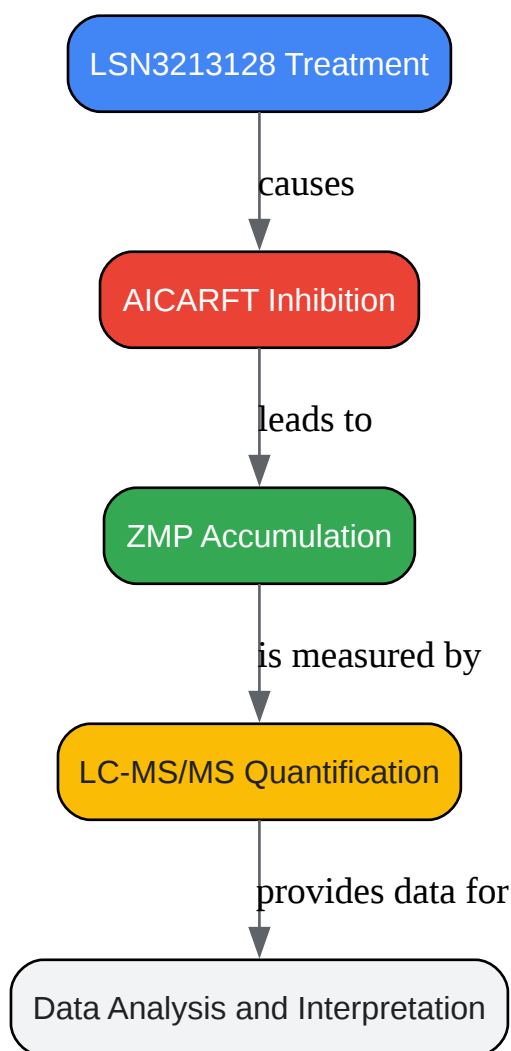 LSN3213128 Treatment
causes
AICARFT Inhibition
leads to
ZMP Accumulation
is measured by
LC-MS/MS Quantification
provides data for
Data Analysis and Interpretation